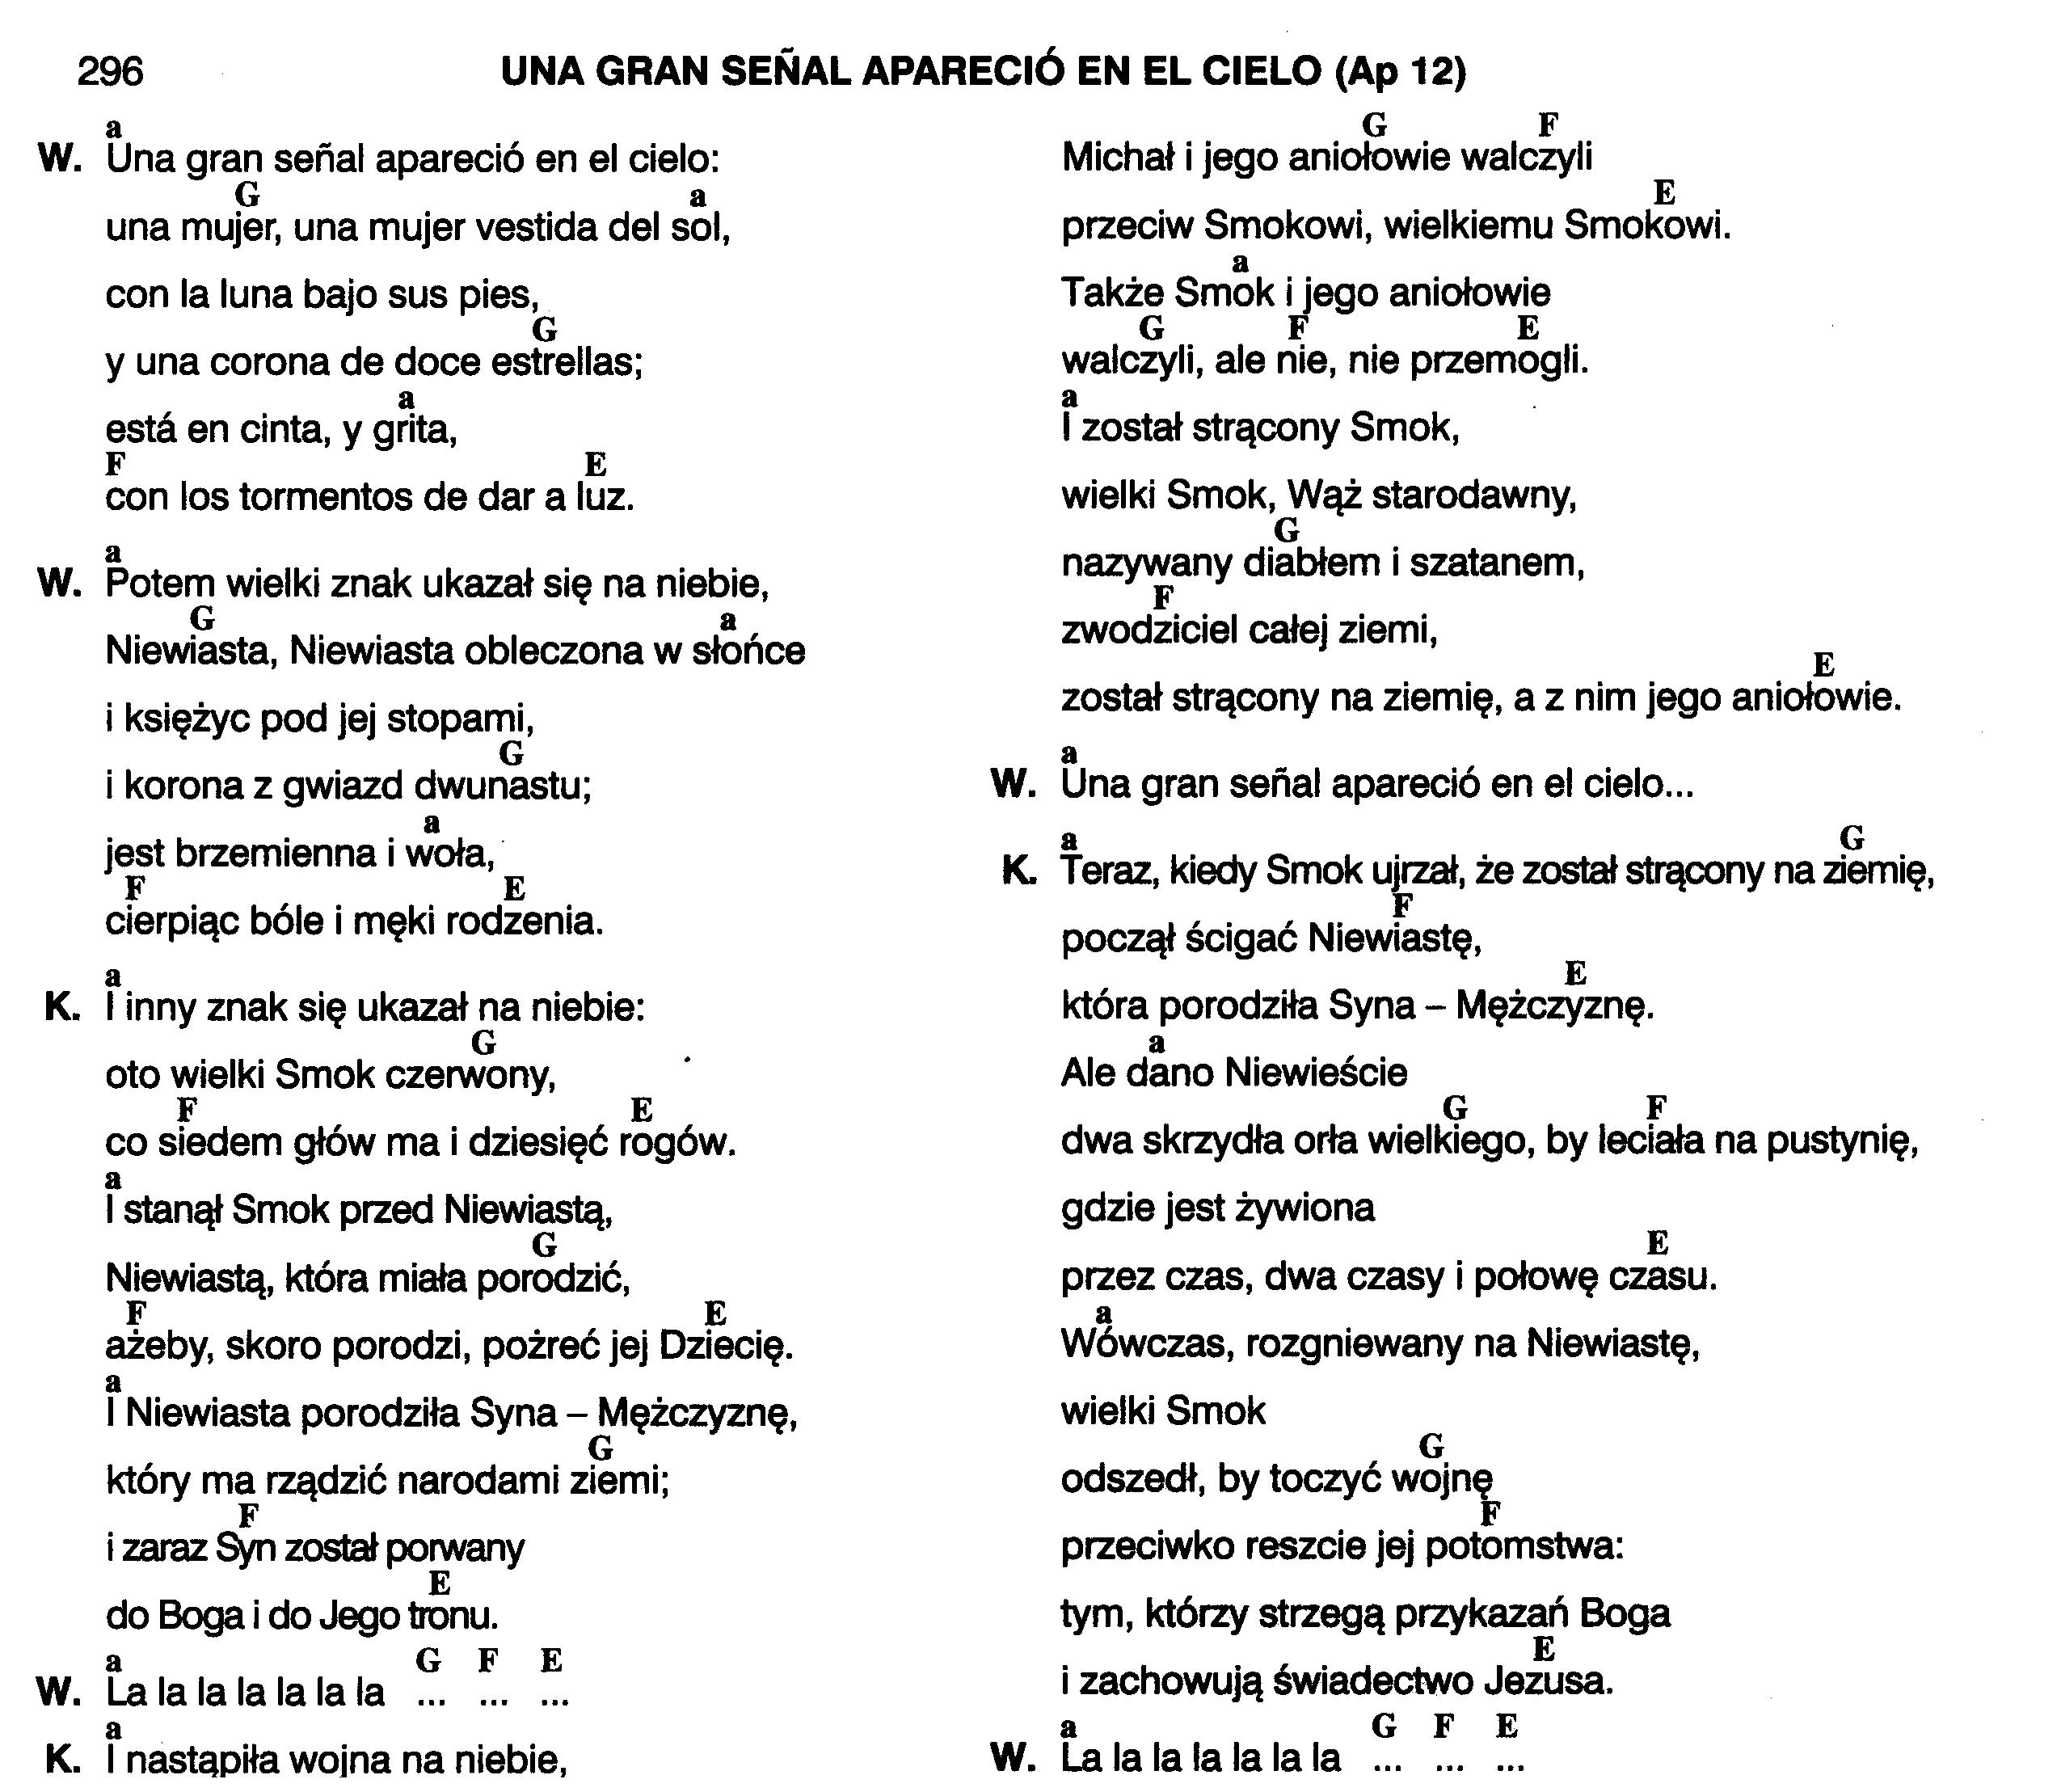 296 UNA GRAN SEÑAL APARECIÓ EN EL CIELO (Ap 12)
a
W. Una gran señal apareció en el cielo:
G a
una mujer, una mujer vestida del sol,
con la luna bajo sus pies,
G
y una corona de doce estrellas;
a
está en cinta, y grita,
F E
con los tormentos de dar a luz.
a
W. Potem wielki znak ukazał się na niebie,
G a
Niewiasta, Niewiasta obleczona w słońce
i księżyc pod jej stopami,
G
i korona z gwiazd dwunastu;
a
jest brzemienna i woła,
F E
cierpiąc bóle i męki rodzenia.
a
K. I inny znak się ukazał na niebie:
G
oto wielki Smok czerwony,
F E
co siedem głów ma i dziesięć rogów.
a
I stanął Smok przed Niewiastą,
G
Niewiastą, która miała porodzić,
F E
ażeby, skoro porodzi, pożreć jej Dziecię.
a
I Niewiasta porodziła Syna – Mężczyznę,
G
który ma rządzić narodami ziemi;
F
i zaraz Syn został porwany
E
do Boga i do Jego tronu.
a G F E
W. La la la la la la la ... ... ...
a
K. I nastąpiła wojna na niebie,
G F
Michał i jego aniołowie walczyli
E
przeciw Smokowi, wielkiemu Smokowi.
a
Także Smok i jego aniołowie
G F E
walczyli, ale nie, nie przemogli.
a
I został strącony Smok,
wielki Smok, Wąż starodawny,
G
nazywany diabłem i szatanem,
F
zwodziciel całej ziemi,
E
został strącony na ziemię, a z nim jego aniołowie.
a
W. Una gran señal apareció en el cielo...
a G
K. Teraz, kiedy Smok ujrzał, że został strącony na ziemię,
F
począł ścigać Niewiastę,
E
która porodziła Syna – Mężczyznę.
a
Ale dano Niewieście
G F
dwa skrzydła orła wielkiego, by leciała na pustynię,
gdzie jest żywiona
E
przez czas, dwa czasy i połowę czasu.
a
Wówczas, rozgniewany na Niewiastę,
wielki Smok
G
odszedł, by toczyć wojnę
F
przeciwko reszcie jej potomstwa:
tym, którzy strzegą przykazań Boga
E
i zachowują świadectwo Jezusa.
a G F E
W. La la la la la la la ... ... ...